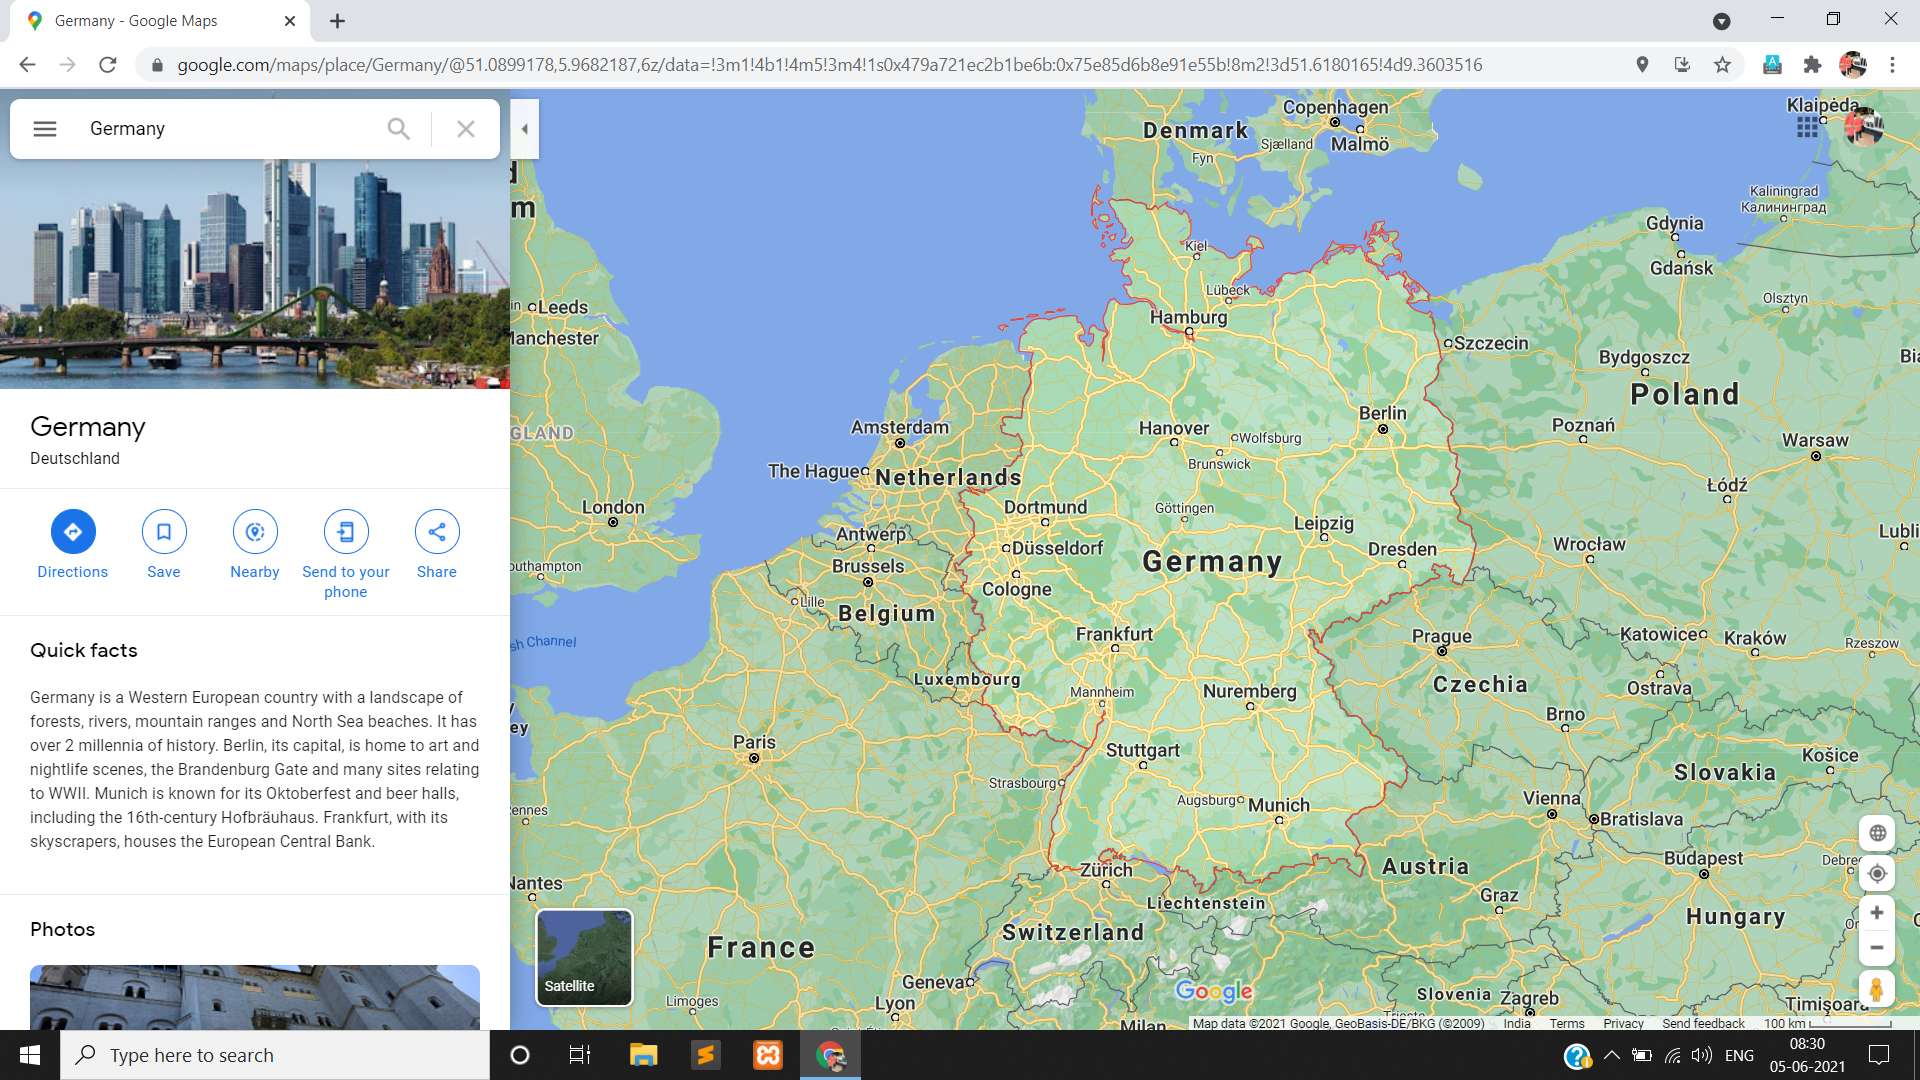 Germany - Google Maps
google.com/maps/place/Germany/@51.0899178,5.9682187,6z/data=!3m1!4b1!4m5!3m4!1s0x479a721ec2b1be6b:0x75e85d6b8e91e55b!8m2!3d51.6180165!4d9.3603516
Germany
Germany
Deutschland
Directions
Save
Nearby
Send to your
phone
Share
Quick facts
Germany is a Western European country with a landscape of
forests, rivers, mountain ranges and North Sea beaches. It has
over 2 millennia of history. Berlin, its capital, is home to art and
nightlife scenes, the Brandenburg Gate and many sites relating
to WWII. Munich is known for its Oktoberfest and beer halls,
including the 16th-century Hofbräuhaus. Frankfurt, with its
skyscrapers, houses the European Central Bank.
Photos
Copenhagen
Klaipėda
Denmark
Sjælland
Malmö
Fyn
Kaliningrad
Калининград
Gdynia
Kiel
Gdańsk
Lübeck
Olsztyn
Leeds
Hamburg
Manchester
Szczecin
Bydgoszcz
Poland
Berlin
Amsterdam
Hanover
Wolfsburg
Poznań
Warsaw
GLAND
Brunswick
The Hague
Netherlands
Łódź
London
Dortmund
Göttingen
Leipzig
Lubli
Antwerp
Düsseldorf
Dresden
Wrocław
outhampton
Brussels
Germany
Cologne
Lille
Belgium
Frankfurt
Prague
Katowice
Kraków
Rzeszow
sh Channel
Luxembourg
Mannheim
Nuremberg
Czechia
Ostrava
ey
Brno
Paris
Stuttgart
Košice
Strasbourg
Slovakia
Augsburg
Munich
Vienna
ennes
Bratislava
Zürich
Austria
Budapest
Debre
Nantes
Liechtenstein
Graz
Hungary
Switzerland
France
Geneva
Satellite
Google
Limoges
Lyon
Slovenia
Zagreb
Timișoara
Milan
Map data ©2021 Google, GeoBasis-DE/BKG (©2009)
India
Terms
Privacy
Send feedback
100 km
Type here to search
ENG
08:30
05-06-2021